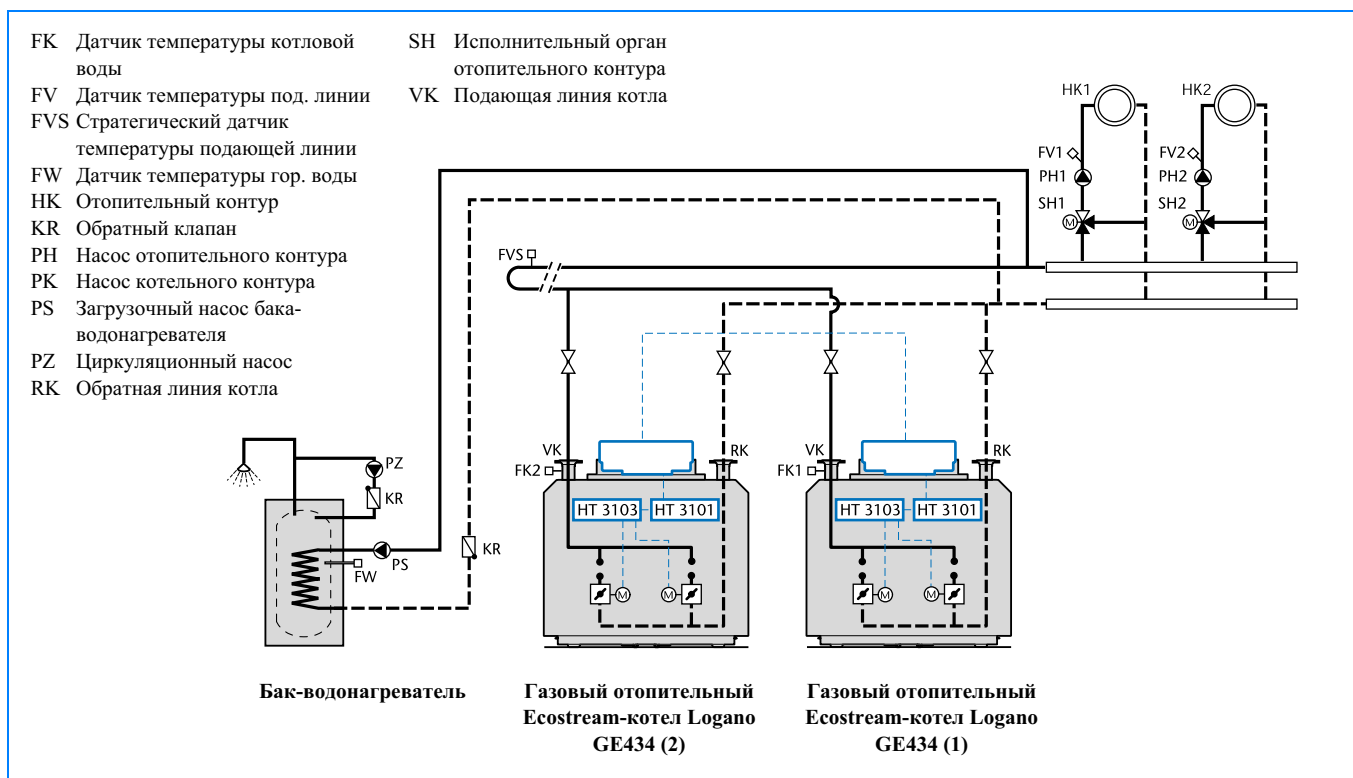 FK Датчик температуры котловой
воды
FV Датчик температуры под. линии
FVS Стратегический датчик
температуры подающей линии
FW Датчик температуры гор. воды
HK Отопительный контур
KR Обратный клапан
PH Насос отопительного контура
PK Насос котельного контура
PS Загрузочный насос бака-
водонагревателя
PZ Циркуляционный насос
RK Обратная линия котла
SH Исполнительный орган
отопительного контура
VK Подающая линия котла
HK1
HK2
FV1
FV2
PH1
PH2
SH1
SH2
M
M
FVS
VK
RK
VK
RK
FK2
FK1
PZ
KR
HT 3103
HT 3101
HT 3103
HT 3101
KR
PS
FW
M
M
M
M
Бак-водонагреватель
Газовый отопительный
Ecostream-котел Logano
GE434 (2)
Газовый отопительный
Ecostream-котел Logano
GE434 (1)